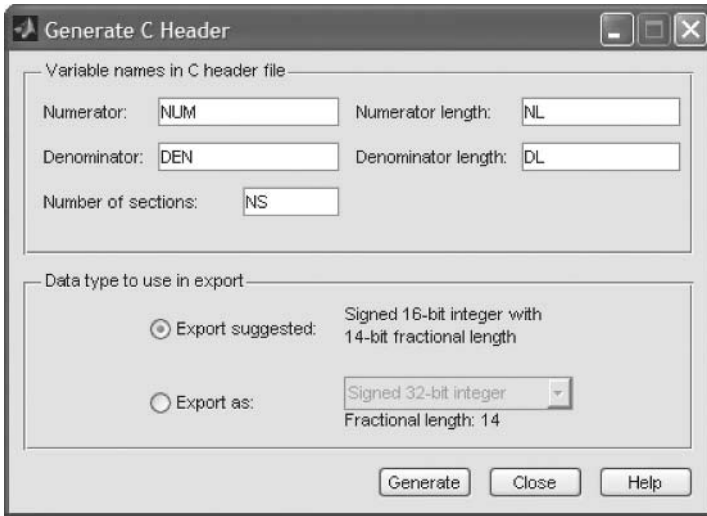 Generate C Header
Variable names in C header file
Numerator: NUM Numerator length: NL
Denominator: DEN Denominator length: DL
Number of sections: NS
Data type to use in export
Export suggested: Signed 16-bit integer with
14-bit fractional length
Export as: Signed 32-bit integer
Fractional length: 14
Generate Close Help